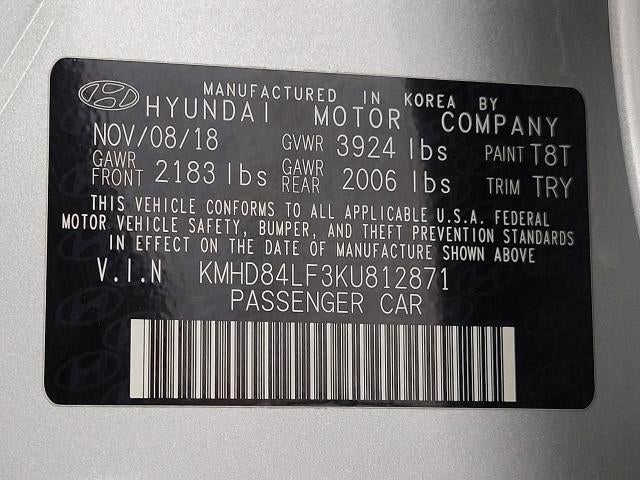 MANUFACTURED IN KOREA BY
HYUNDAI MOTOR COMPANY
NOV/08/18 GVWR 3924 lbs PAINT T8T
GAWR FRONT 2183 lbs GAWR REAR 2006 lbs TRIM TRY
THIS VEHICLE CONFORMS TO ALL APPLICABLE U.S.A. FEDERAL
MOTOR VEHICLE SAFETY, BUMPER, AND THEFT PREVENTION STANDARDS
IN EFFECT ON THE DATE OF MANUFACTURE SHOWN ABOVE
V.I.N KMHD84LF3KU812871
PASSENGER CAR